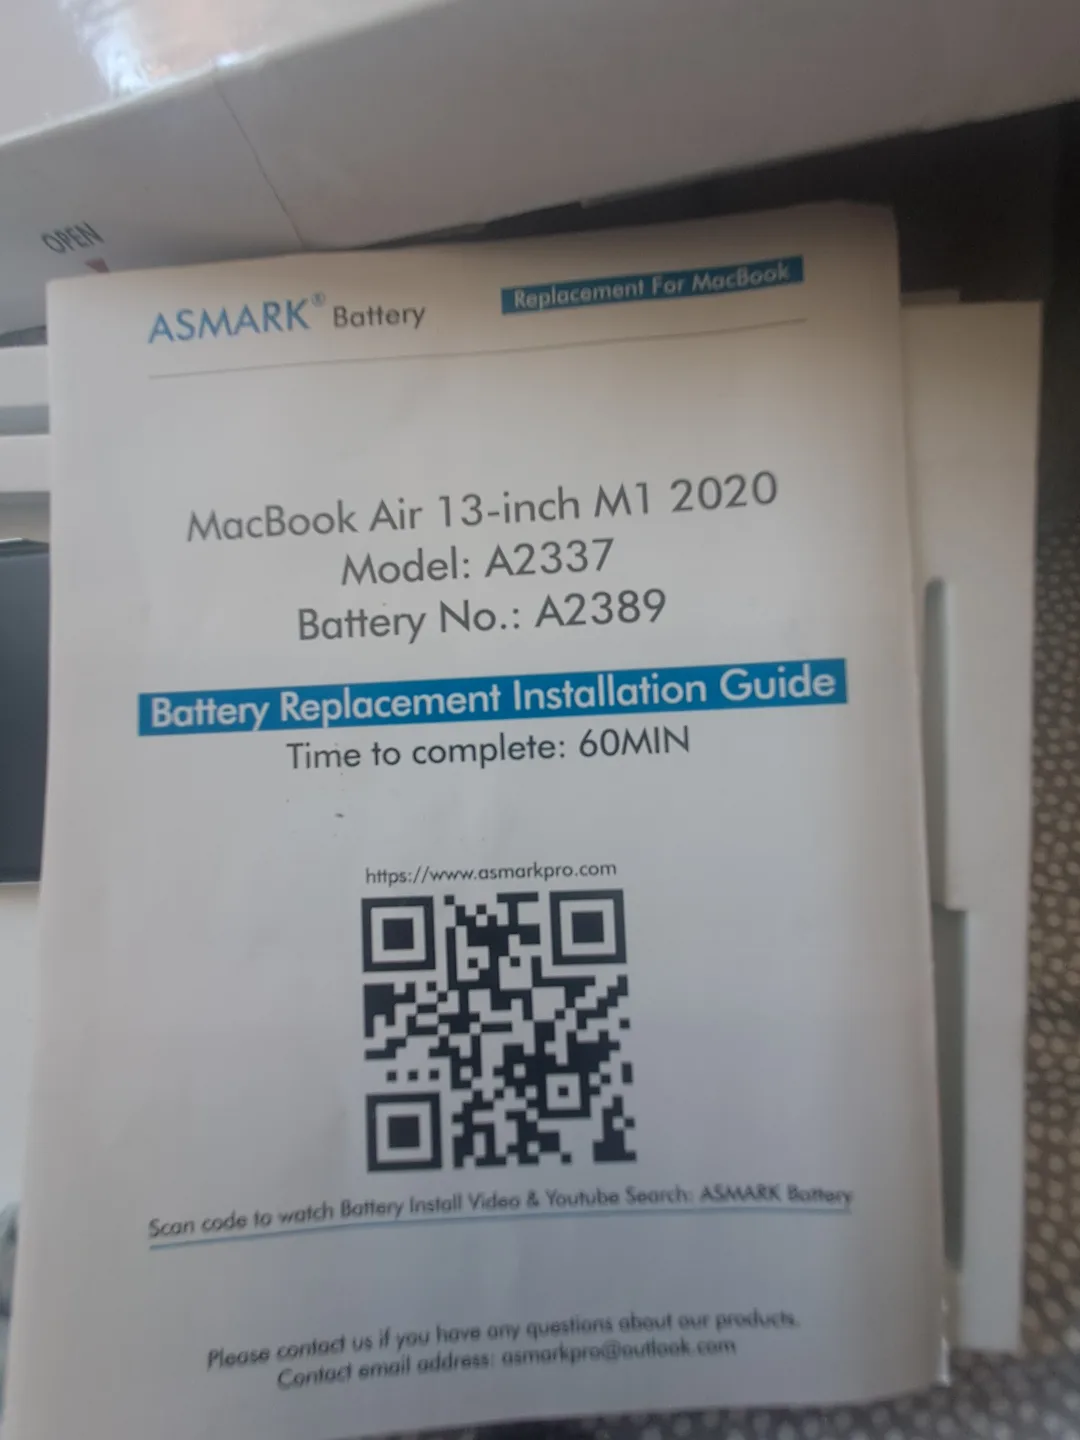 OPEN
ASMARK® Battery
Replacement For MacBook
MacBook Air 13-inch M1 2020
Model: A2337
Battery No.: A2389
Battery Replacement Installation Guide
Time to complete: 60MIN
https://www.asmarkpro.com
Scan code to watch Battery Install Video & Youtube Search: ASMARK Battery
Please contact us if you have any questions about our products.
Contact email address: asmarkpro@outlook.com